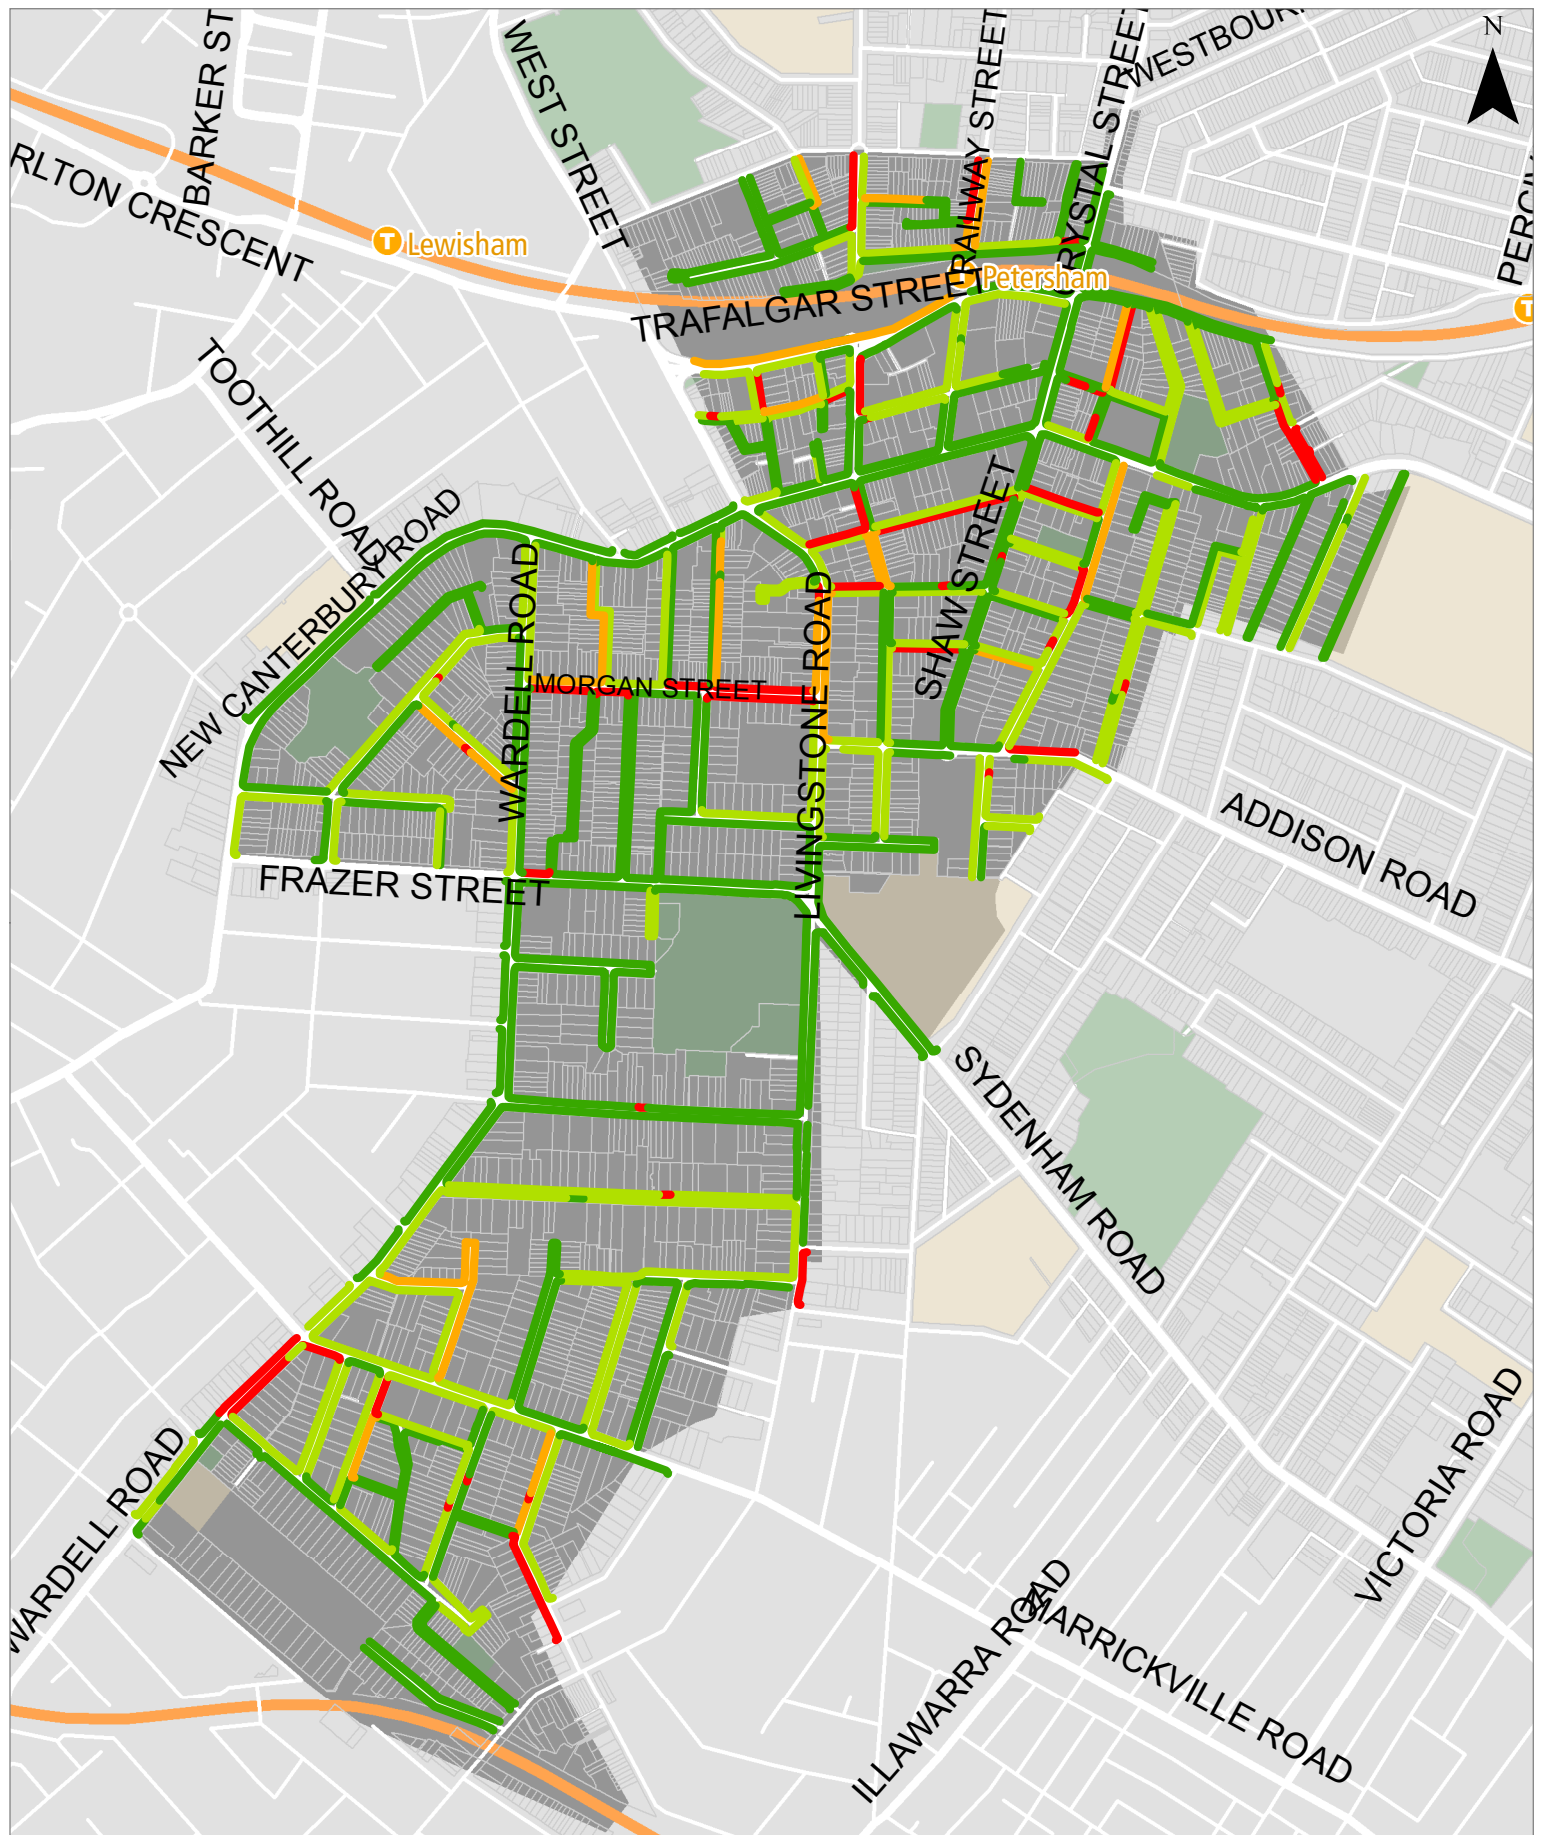 BARKER ST
WEST STREET
RAILWAY STREET
CRYSTAL STREET
WESTBOUR
N
RLTON CRESCENT
T Lewisham
PERCIV
TRAFALGAR STREET
Petersham
T
TOOTHILL ROAD
NEW CANTERBURY ROAD
WARDELL ROAD
SHAW STREET
LIVINGSTONE ROAD
MORGAN STREET
FRAZER STREET
ADDISON ROAD
SYDENHAM ROAD
WARDELL ROAD
VICTORIA ROAD
ILLAWARRA ROAD
MARRICKVILLE ROAD